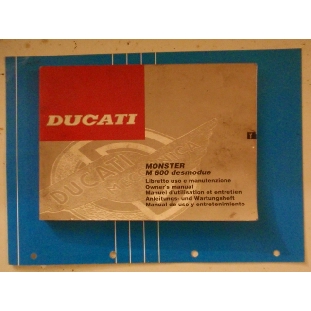 DUCATI
DUCATI
MONSTER
M 600 desmodue
Libretto uso e manutenzione
Owner's manual
Manuel d'utilisation et entretien
Anleitungs- und Wartungsheft
Manual de uso y entretenimiento